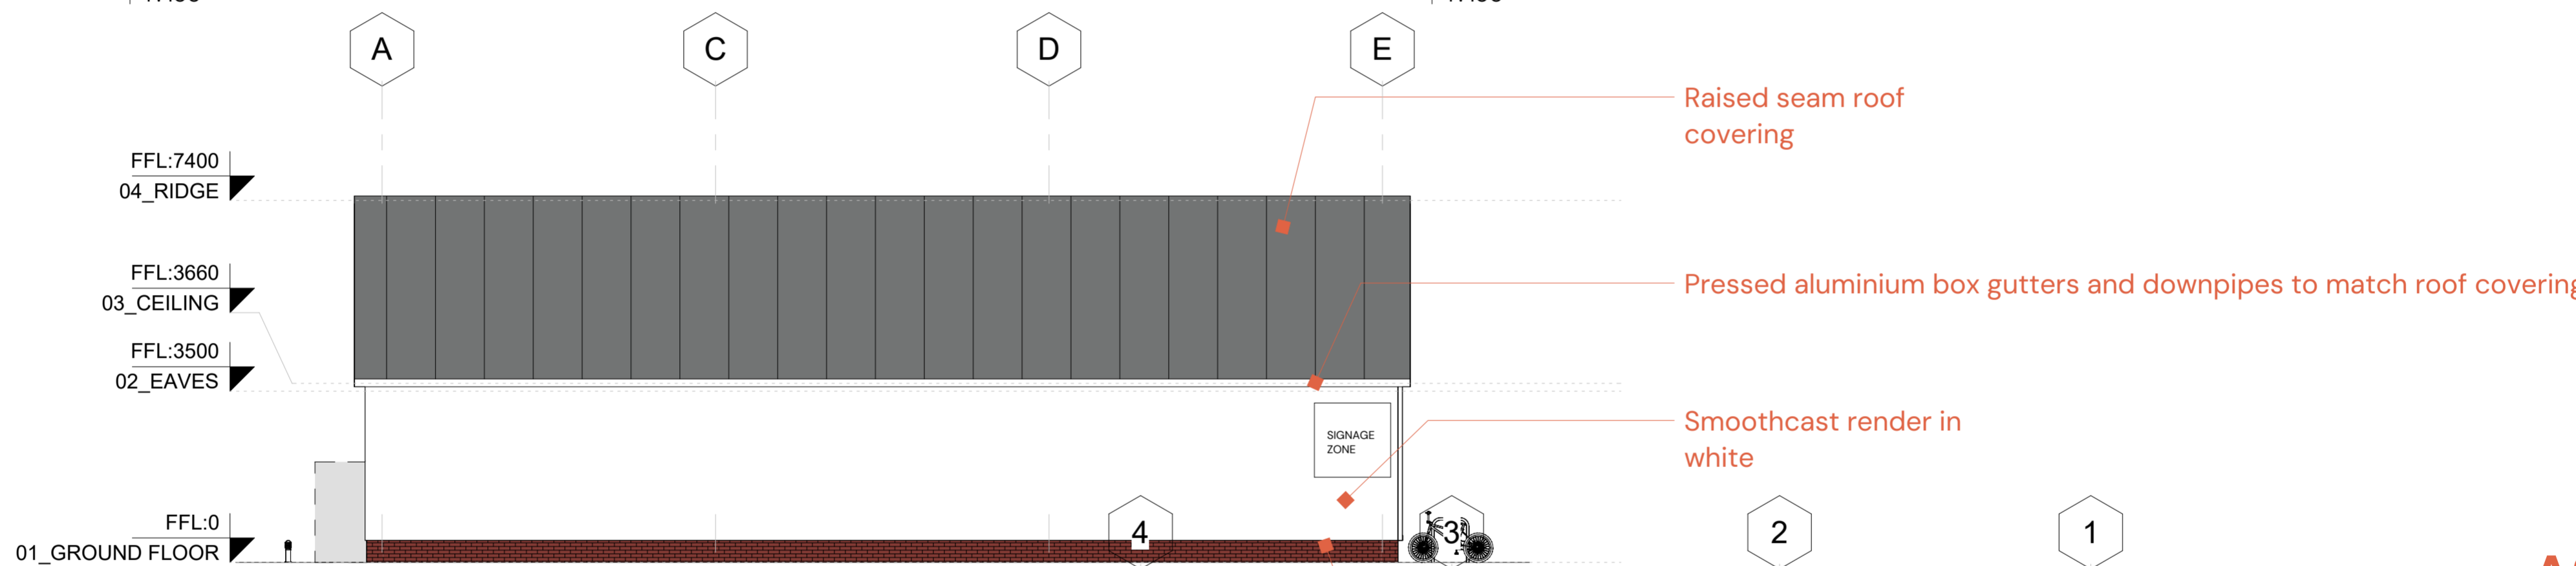 A
C
D
E
Raised seam roof
covering
FFL:7400
04_RIDGE
FFL:3660
03_CEILING
Pressed aluminium box gutters and downpipes to match roof covering
FFL:3500
02_EAVES
SIGNAGE
ZONE
Smoothcast render in
white
FFL:0
01_GROUND FLOOR
4
3
2
1